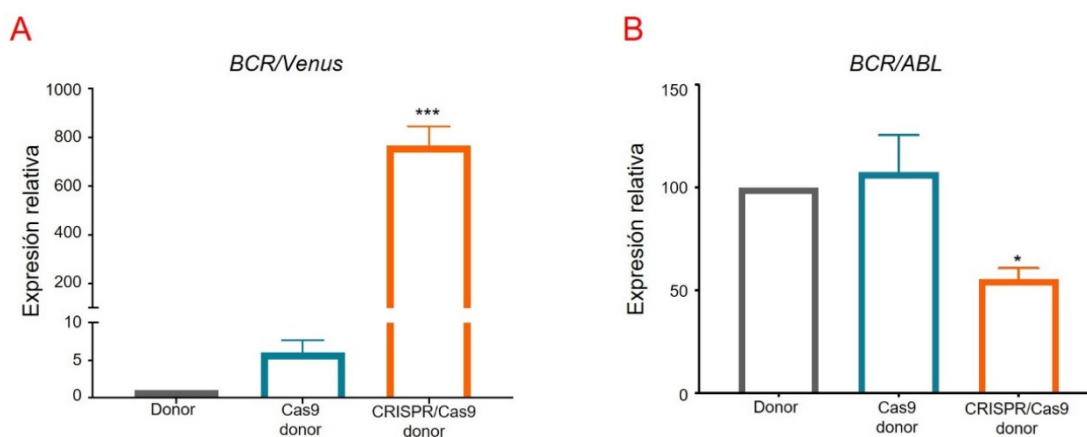 A
BCR/Venus
Expresión relativa
1000
800
600
400
200
10
5
0
***
Donor
Cas9
donor
CRISPR/Cas9
donor
B
BCR/ABL
Expresión relativa
150
100
50
0
*
Donor
Cas9
donor
CRISPR/Cas9
donor